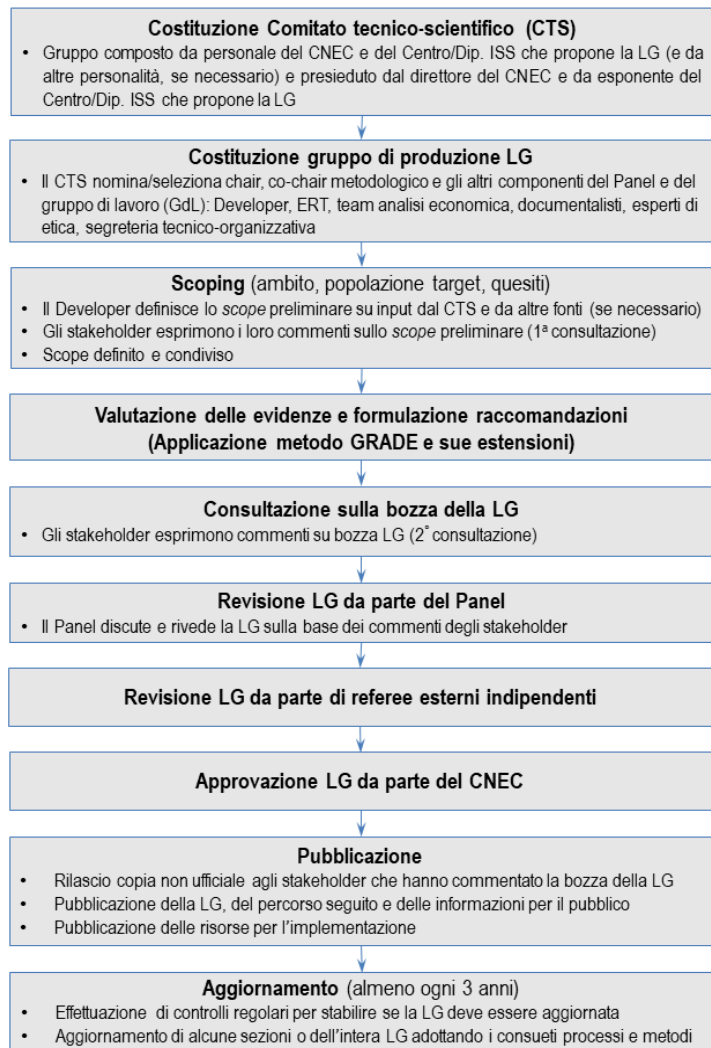 Costituzione Comitato tecnico-scientifico (CTS)
• Gruppo composto da personale del CNEC e del Centro/Dip. ISS che propone la LG (e da
altre personalità, se necessario) e presieduto dal direttore del CNEC e da esponente del
Centro/Dip. ISS che propone la LG
Costituzione gruppo di produzione LG
• Il CTS nomina/seleziona chair, co-chair metodologico e gli altri componenti del Panel e del
gruppo di lavoro (GdL): Developer, ERT, team analisi economica, documentalisti, esperti di
etica, segreteria tecnico-organizzativa
Scoping (ambito, popolazione target, quesiti)
• Il Developer definisce lo scope preliminare su input dal CTS e da altre fonti (se necessario)
• Gli stakeholder esprimono i loro commenti sullo scope preliminare (1ª consultazione)
• Scope definito e condiviso
Valutazione delle evidenze e formulazione raccomandazioni
(Applicazione metodo GRADE e sue estensioni)
Consultazione sulla bozza della LG
• Gli stakeholder esprimono commenti su bozza LG (2ª consultazione)
Revisione LG da parte del Panel
• Il Panel discute e rivede la LG sulla base dei commenti degli stakeholder
Revisione LG da parte di referee esterni indipendenti
Approvazione LG da parte del CNEC
Pubblicazione
• Rilascio copia non ufficiale agli stakeholder che hanno commentato la bozza della LG
• Pubblicazione della LG, del percorso seguito e delle informazioni per il pubblico
• Pubblicazione delle risorse per l'implementazione
Aggiornamento (almeno ogni 3 anni)
• Effettuazione di controlli regolari per stabilire se la LG deve essere aggiornata
• Aggiornamento di alcune sezioni o dell'intera LG adottando i consueti processi e metodi